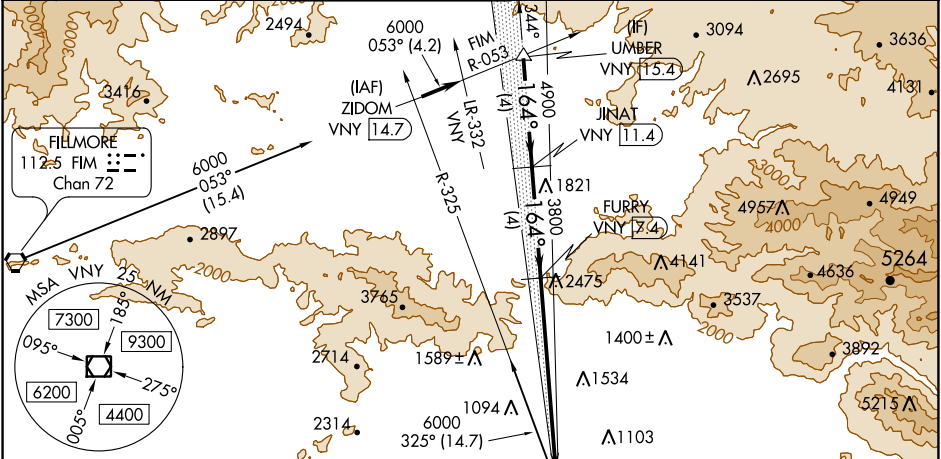 2494
6000
053° (4.2)
FIM
R-053
344°
(IF)
UMBER
VNY 15.4
3094
3636
4000
3000
3416
(IAF)
ZIDOM
VNY 14.7
LR-332
VNY
164°
(4)
4900
2695
4131
JINAT
VNY 11.4
FILLMORE
112.5 FIM
Chan 72
6000
053°
(15.4)
R-325
1821
3800
164°
(4)
FURRY
VNY 7.4
3000
4957
4000
4949
2897
2000
MSA VNY 25 NM
2475
4141
4636
5264
3765
3537
2000
7300
185°
9300
095°
275°
6200
4400
005°
2714
1589±
1400±
3892
1534
1094
5215
2314
6000
325° (14.7)
1103